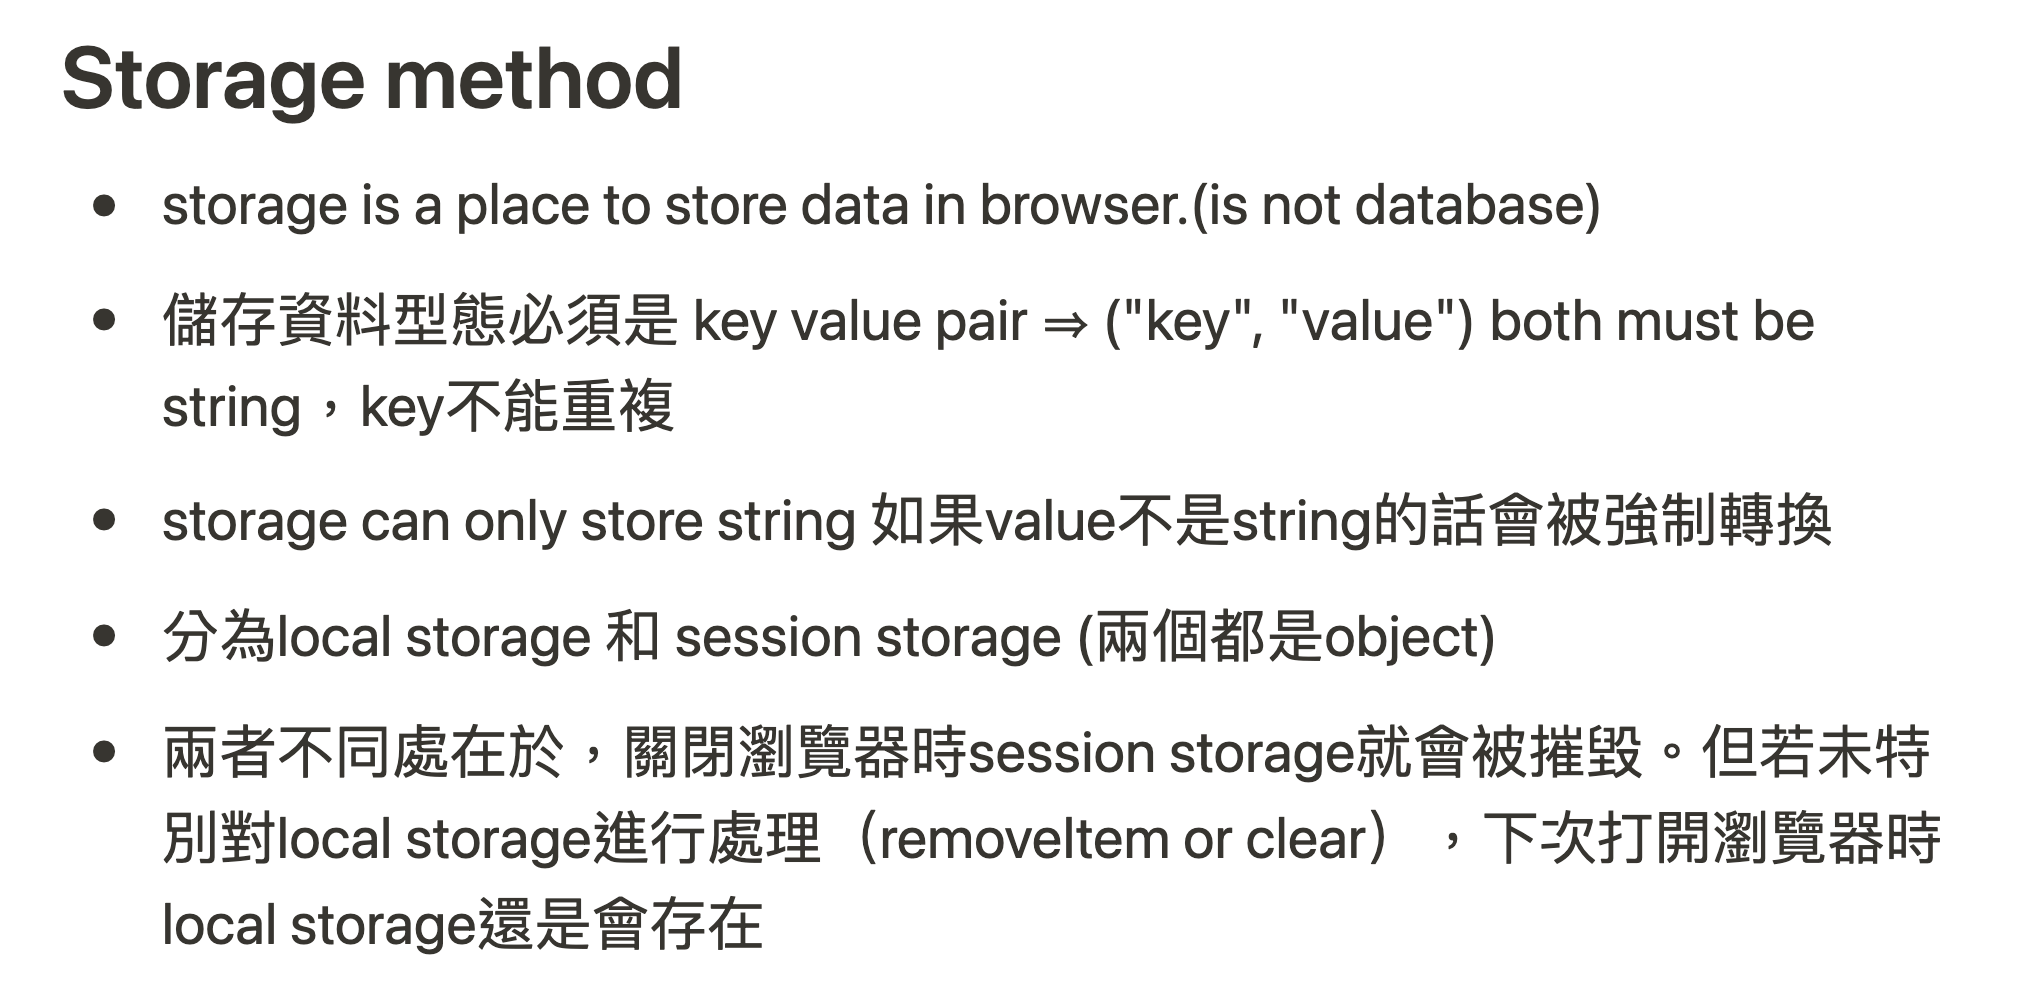 Storage method
storage is a place to store data in browser.(is not database)
儲存資料型態必須是 key value pair ⇒ ("key", "value") both must be
string，key不能重複
storage can only store string 如果value不是string的話會被強制轉換
分為local storage 和 session storage (兩個都是object)
兩者不同處在於，關閉瀏覽器時session storage就會被摧毀。但若未特
別對local storage進行處理（removeItem or clear），下次打開瀏覽器時
local storage還是會存在